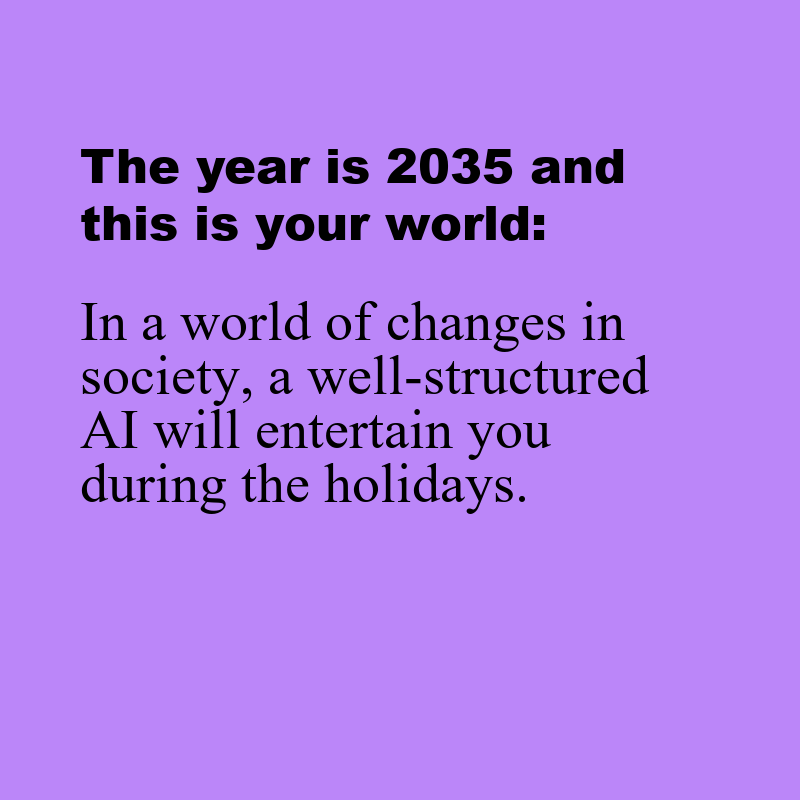 The year is 2035 and
this is your world:
In a world of changes in
society, a well-structured
AI will entertain you
during the holidays.